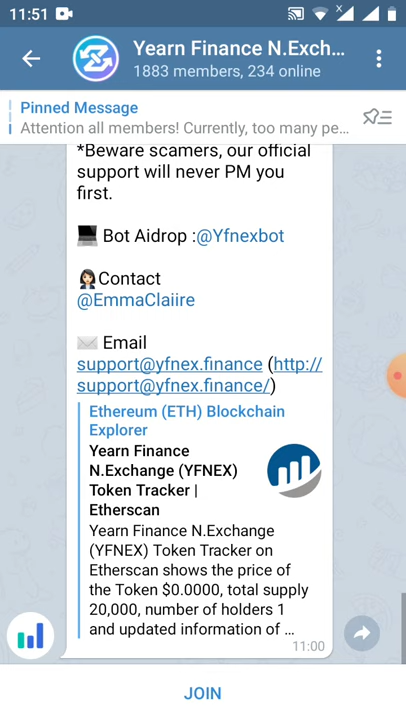 11:51
Yearn Finance N.Exch...
1883 members, 234 online
Pinned Message
Attention all members! Currently, too many pe...
*Beware scamers, our official
support will never PM you
first.
Bot Aidrop :@Yfnexbot
Contact
@EmmaClaiire
Email
support@yfnex.finance (http://
support@yfnex.finance/)
Ethereum (ETH) Blockchain
Explorer
Yearn Finance
N.Exchange (YFNEX)
Token Tracker |
Etherscan
Yearn Finance N.Exchange
(YFNEX) Token Tracker on
Etherscan shows the price of
the Token $0.0000, total supply
20,000, number of holders 1
and updated information of ...
11:00
JOIN